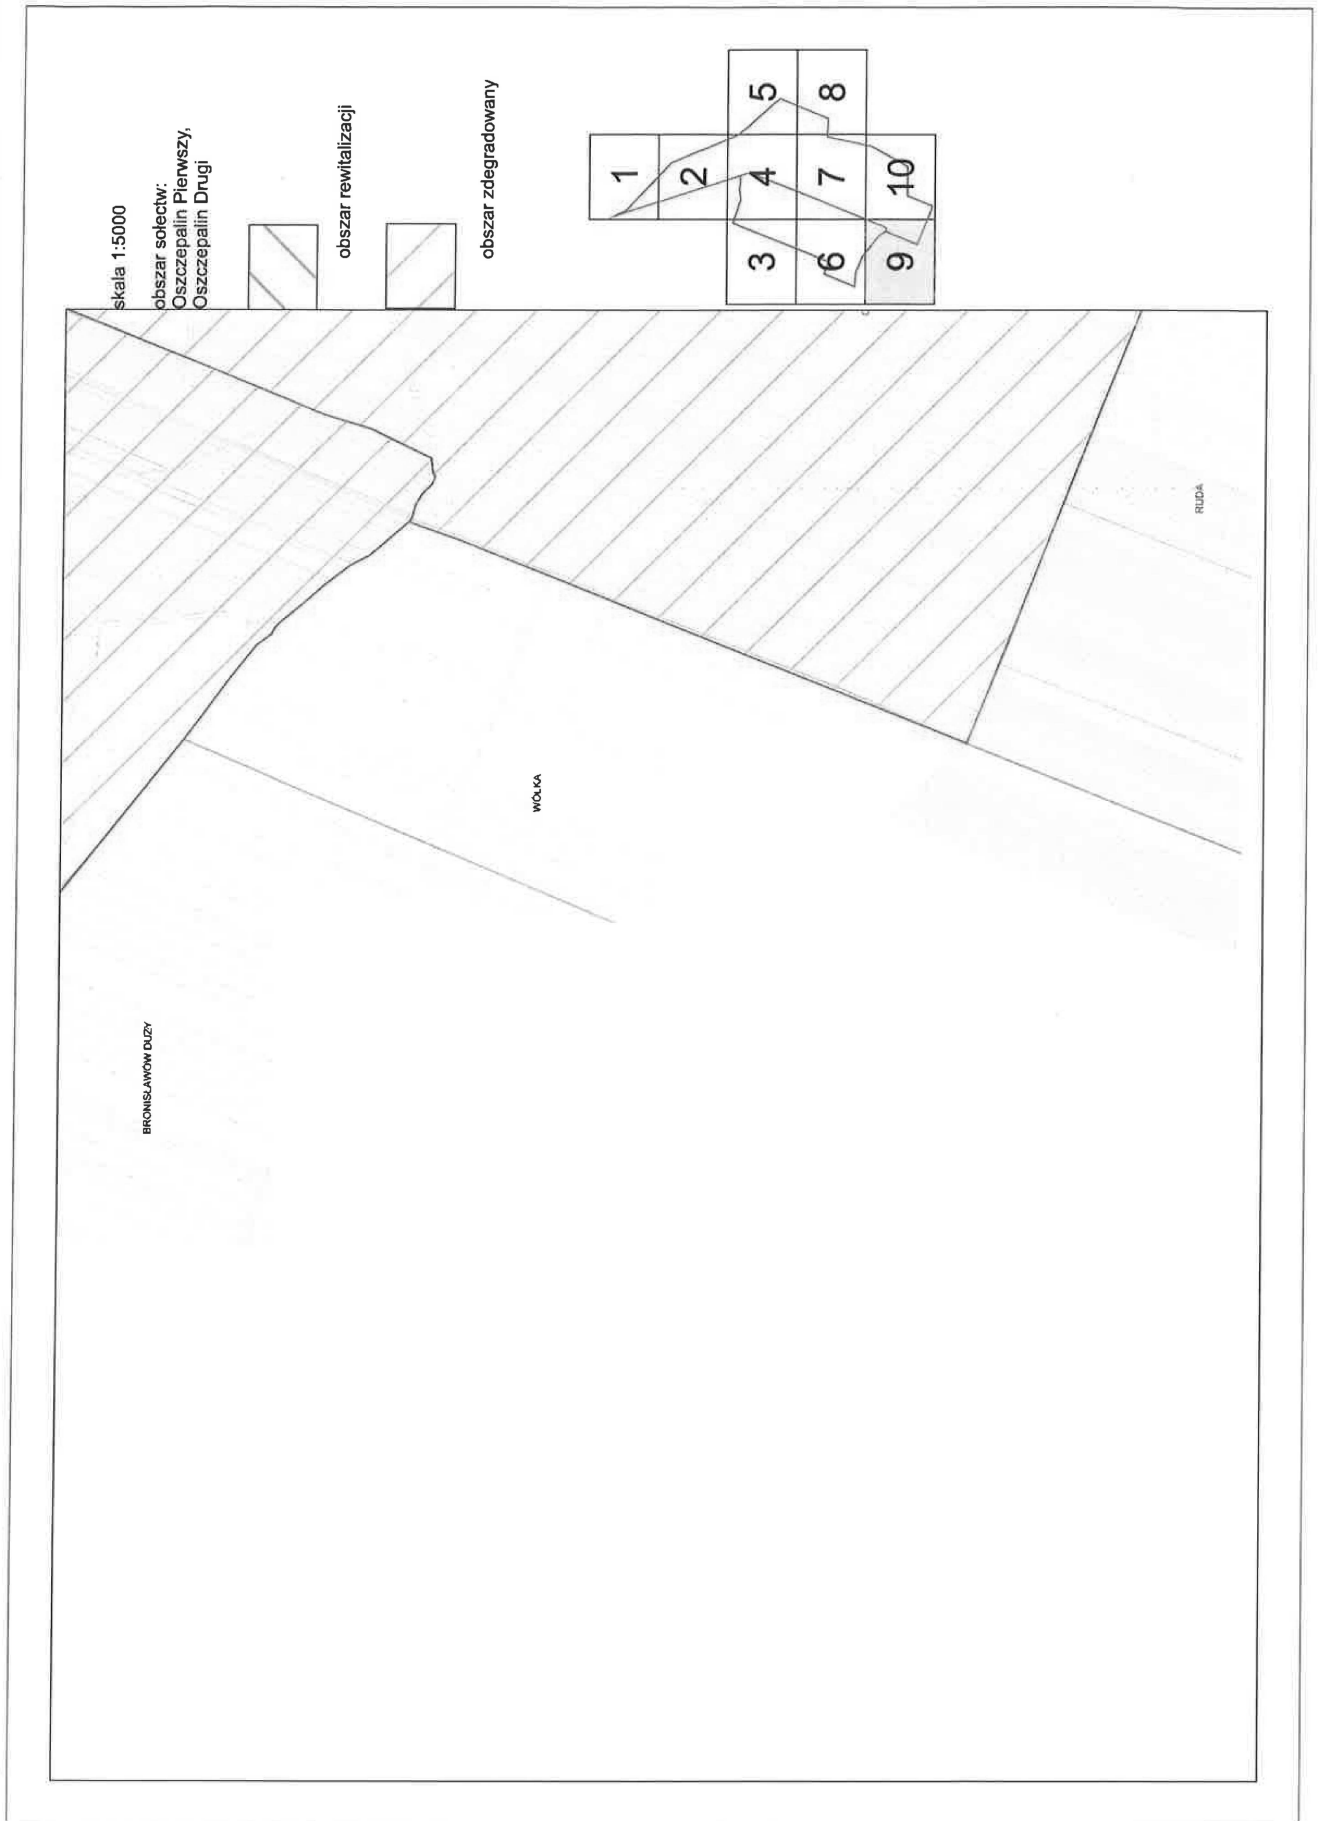 skala 1:5000
obszar sołectw:
Oszczepalin Pierwszy,
Oszczepalin Drugi
obszar rewitalizacji
obszar zdegradowany
1
2
3
4
5
6
7
8
9
10
BRONISŁAWÓW DUŻY
WÓLKA
RUDA